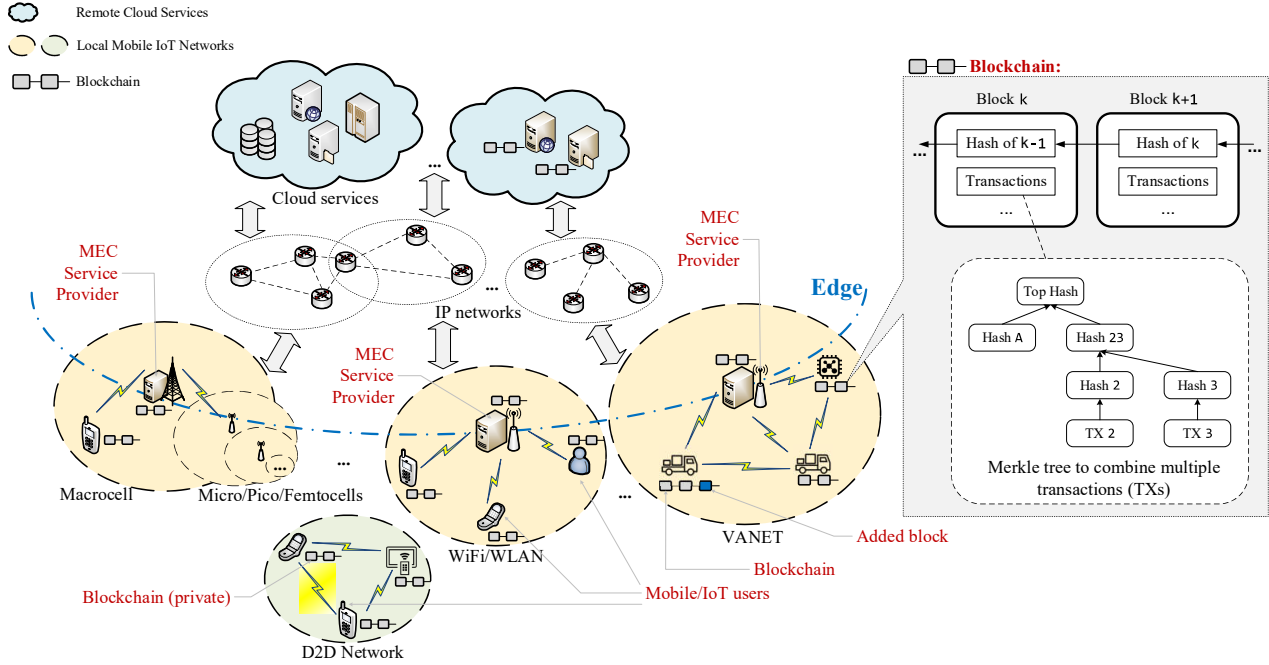 Remote Cloud Services
Local Mobile IoT Networks
Blockchain
Blockchain:
Block k
Block k+1
...
Hash of k-1
Hash of k
...
Transactions
Transactions
...
...
...
Cloud services
MEC
Service
Provider
MEC
Service
Provider
...
IP networks
Edge
Top Hash
Hash A
Hash 23
Hash 2
Hash 3
TX 2
TX 3
Merkle tree to combine multiple
transactions (TXs)
MEC
Service
Provider
...
Macrocell
Micro/Pico/Femtocells
...
...
WiFi/WLAN
VANET
Added block
Blockchain
Blockchain (private)
Mobile/IoT users
D2D Network